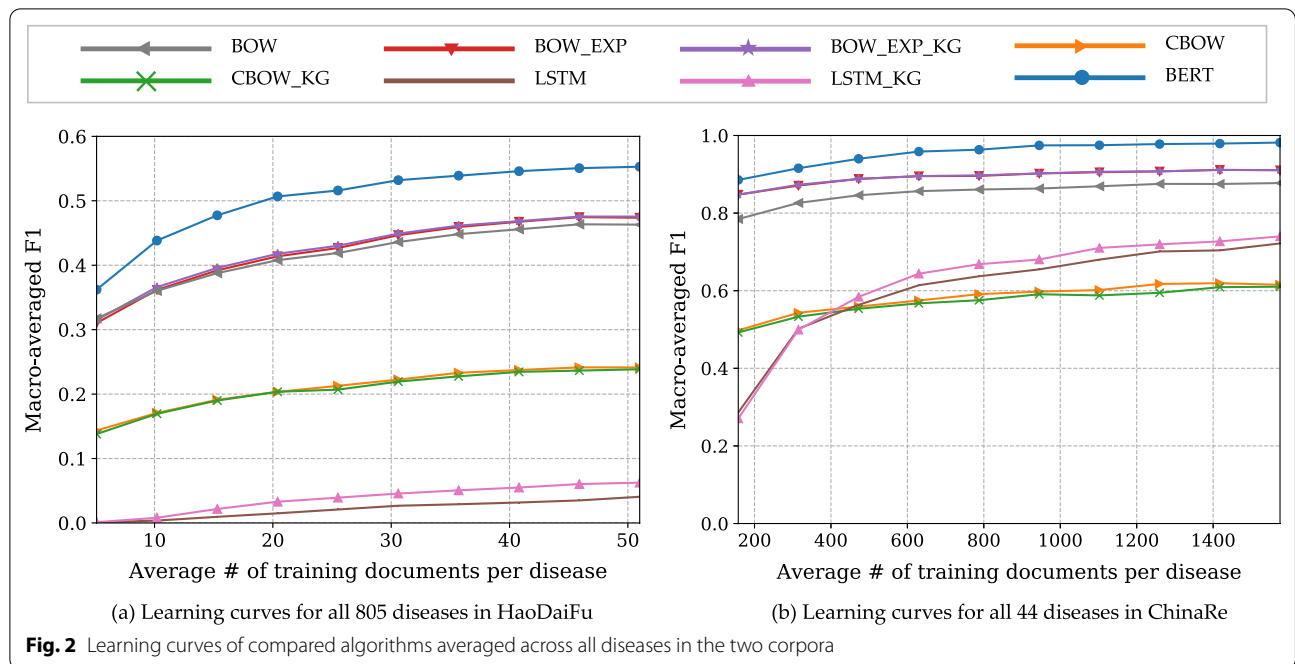 BOW BOW_EXP BOW_EXP_KG CBOW
CBOW_KG LSTM LSTM_KG BERT
0.6
0.5
0.4
0.3
0.2
0.1
0.0
Macro-averaged F1
10 20 30 40 50
Average # of training documents per disease
(a) Learning curves for all 805 diseases in HaoDaiFu
1.0
0.8
0.6
0.4
0.2
0.0
Macro-averaged F1
200 400 600 800 1000 1200 1400
Average # of training documents per disease
(b) Learning curves for all 44 diseases in ChinaRe
Fig. 2 Learning curves of compared algorithms averaged across all diseases in the two corpora